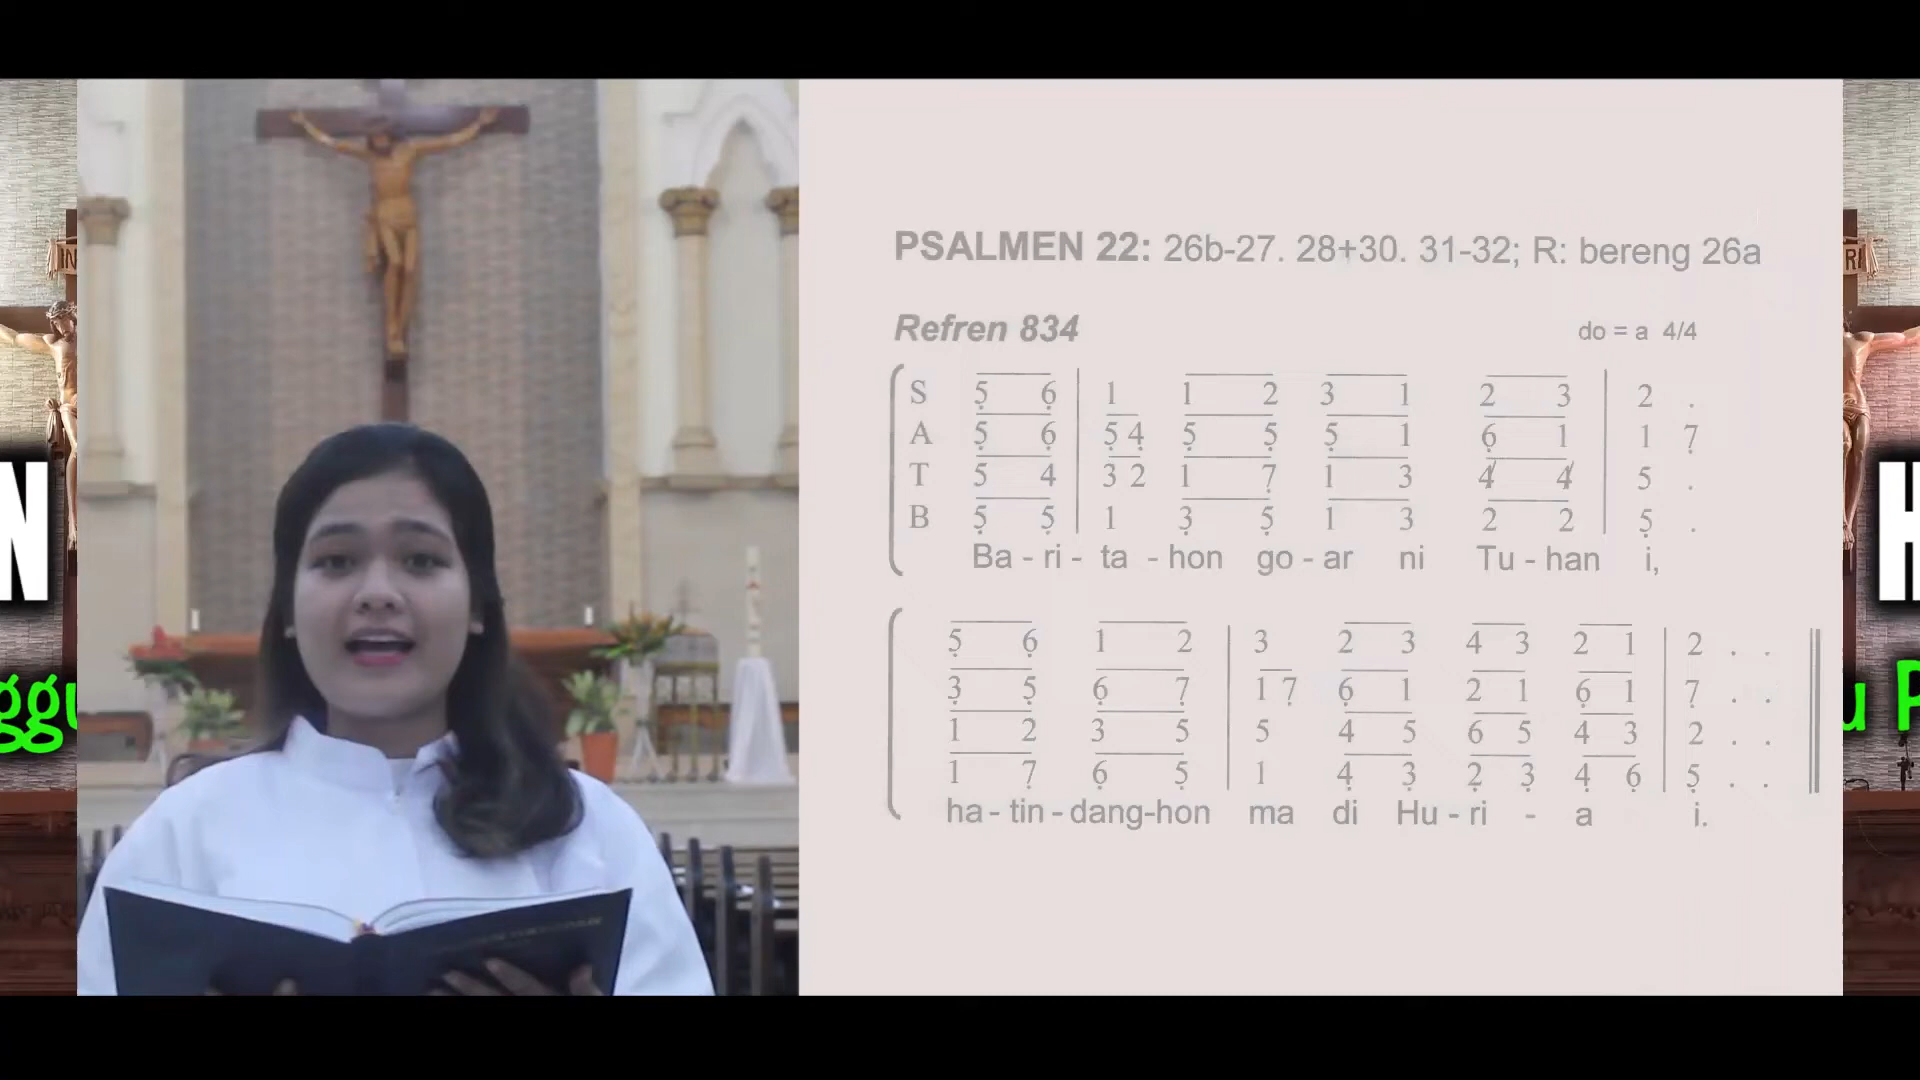 PSALMEN 22: 26b-27. 28+30. 31-32; R: bereng 26a
Refren 834 do = a 4/4
S 5̣ 6̣ | 1 1 2 3 1 2 3 | 2 .
A 5̣ 6̣ | 5̣ 4̣ 5̣ 5̣ 5̣ 1 6̣ 1 | 1 7̣
T 5 4 | 3 2 1 7̣ 1 3 4̸ 4̸ | 5 .
B 5̣ 5̣ | 1 3̣ 5̣ 1 3 2 2 | 5̣ .
Ba - ri - ta - hon go - ar ni Tu - han i,
5̣ 6̣ 1 2 | 3 2 3 4 3 2 1 | 2 . .
3̣ 5̣ 6̣ 7̣ | 1 7̣ 6̣ 1 2 1 6̣ 1 | 7̣ . .
1 2 3 5 | 5 4 5 6 5 4 3 | 2 . .
1 7̣ 6̣ 5̣ | 1 4̣ 3̣ 2̣ 3̣ 4̣ 6̣ | 5̣ . .
ha - tin - dang-hon ma di Hu - ri - a i.
N
H
ggu
u P
IN
RI